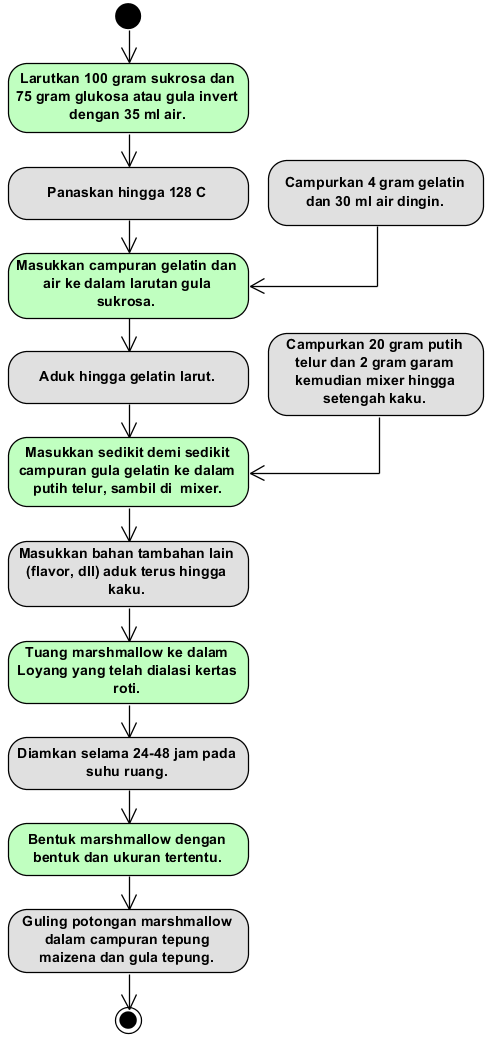 Larutkan 100 gram sukrosa dan
75 gram glukosa atau gula invert
dengan 35 ml air.
Panaskan hingga 128 C
Campurkan 4 gram gelatin
dan 30 ml air dingin.
Masukkan campuran gelatin dan
air ke dalam larutan gula
sukrosa.
Aduk hingga gelatin larut.
Campurkan 20 gram putih
telur dan 2 gram garam
kemudian mixer hingga
setengah kaku.
Masukkan sedikit demi sedikit
campuran gula gelatin ke dalam
putih telur, sambil di  mixer.
Masukkan bahan tambahan lain
(flavor, dll) aduk terus hingga
kaku.
Tuang marshmallow ke dalam
Loyang yang telah dialasi kertas
roti.
Diamkan selama 24-48 jam pada
suhu ruang.
Bentuk marshmallow dengan
bentuk dan ukuran tertentu.
Guling potongan marshmallow
dalam campuran tepung
maizena dan gula tepung.